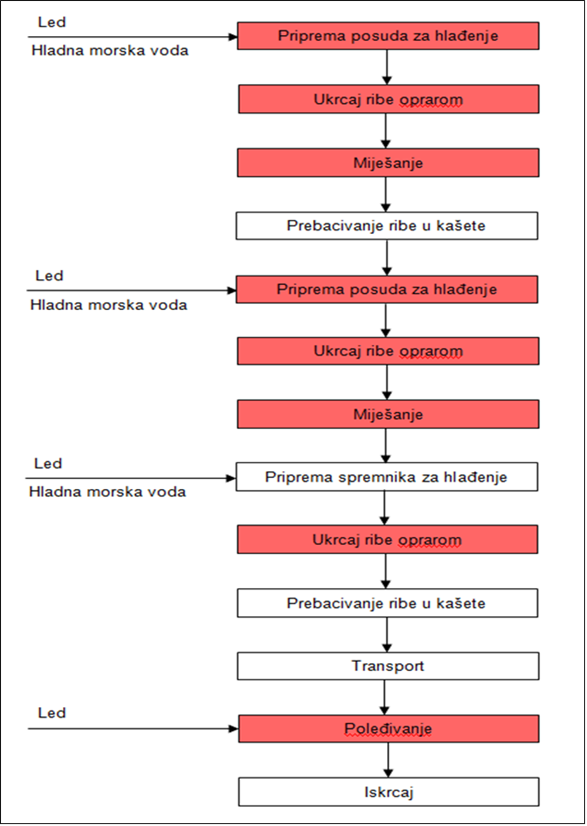 Led
Hladna morska voda
Priprema posuda za hlađenje
Ukrcaj ribe oprarom
Miješanje
Prebacivanje ribe u kašete
Led
Hladna morska voda
Priprema posuda za hlađenje
Ukrcaj ribe oprarom
Miješanje
Led
Hladna morska voda
Priprema spremnika za hlađenje
Ukrcaj ribe oprarom
Prebacivanje ribe u kašete
Transport
Led
Poleđivanje
Iskrcaj